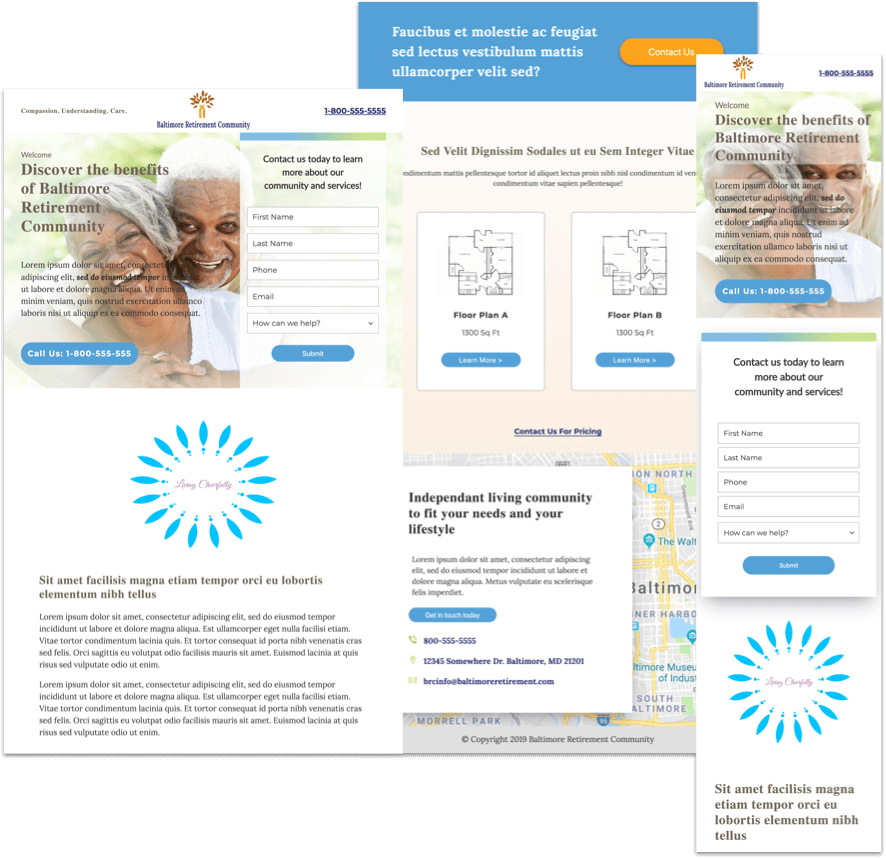 Compassion. Understanding. Care.
Baltimore Retirement Community
1-800-555-5555
Welcome
Discover the benefits
of Baltimore
Retirement
Community
Lorem ipsum dolor sit amet, consectetur
adipiscing elit, sed do eiusmod tempor incididunt
ut labore et dolore magna aliqua. Ut enim ad
minim veniam, quis nostrud exercitation ullamco
laboris nisi ut aliquip ex ea commodo consequat.
Call Us: 1-800-555-555
Contact us today to learn
more about our
community and services!
First Name
Last Name
Phone
Email
How can we help?
Submit
Living Cheerfully
Sit amet facilisis magna etiam tempor orci eu lobortis
elementum nibh tellus
Lorem ipsum dolor sit amet, consectetur adipiscing elit, sed do eiusmod tempor
incididunt ut labore et dolore magna aliqua. Est ullamcorper eget nulla facilisi etiam.
Vitae tortor condimentum lacinia quis. Et tortor consequat id porta nibh venenatis cras
sed felis. Orci sagittis eu volutpat odio facilisis mauris sit amet. Euismod lacinia at quis
risus sed vulputate odio ut enim.
Lorem ipsum dolor sit amet, consectetur adipiscing elit, sed do eiusmod tempor
incididunt ut labore et dolore magna aliqua. Est ullamcorper eget nulla facilisi etiam.
Vitae tortor condimentum lacinia quis. Et tortor consequat id porta nibh venenatis cras
sed felis. Orci sagittis eu volutpat odio facilisis mauris sit amet. Euismod lacinia at quis
risus sed vulputate odio ut enim.
Faucibus et molestie ac feugiat
sed lectus vestibulum mattis
ullamcorper velit sed?
Contact Us
Sed Velit Dignissim Sodales ut eu Sem Integer Vitae
ndimentum mattis pellentesque tortor id aliquet lectus proin nibh nisl condimentum id ven
condimentum vitae sapien pellentesque!
Floor Plan A
1300 Sq Ft
Learn More >
Floor Plan B
1300 Sq Ft
Learn More >
Contact Us For Pricing
Independant living community
to fit your needs and your
lifestyle
Lorem ipsum dolor sit amet, consectetur adipiscing
elit, sed do eiusmod tempor incididunt ut labore et
dolore magna aliqua. Metus vulputate eu scelerisque
felis imperdiet.
Get in touch today
800-555-5555
12345 Somewhere Dr. Baltimore, MD 21201
brcinfo@baltimoreretirement.com
ION NORTH
2
The Walt
Baltimo
INNER HARBO
ltimore Museu
of Indust
SOUTH
BALTIMORE
MORRELL PARK
95
© Copyright 2019 Baltimore Retirement Community
Baltimore Retirement Community
1-800-555-5555
Welcome
Discover the benefits of
Baltimore Retirement
Community
Lorem ipsum dolor sit amet,
consectetur adipiscing elit, sed do
eiusmod tempor incididunt ut labore
et dolore magna aliqua. Ut enim ad
minim veniam, quis nostrud
exercitation ullamco laboris nisi ut
aliquip ex ea commodo consequat.
Call Us: 1-800-555-5555
Contact us today to learn
more about our
community and services!
First Name
Last Name
Phone
Email
How can we help?
Submit
Living Cheerfully
Sit amet facilisis magna
etiam tempor orci eu
lobortis elementum nibh
tellus